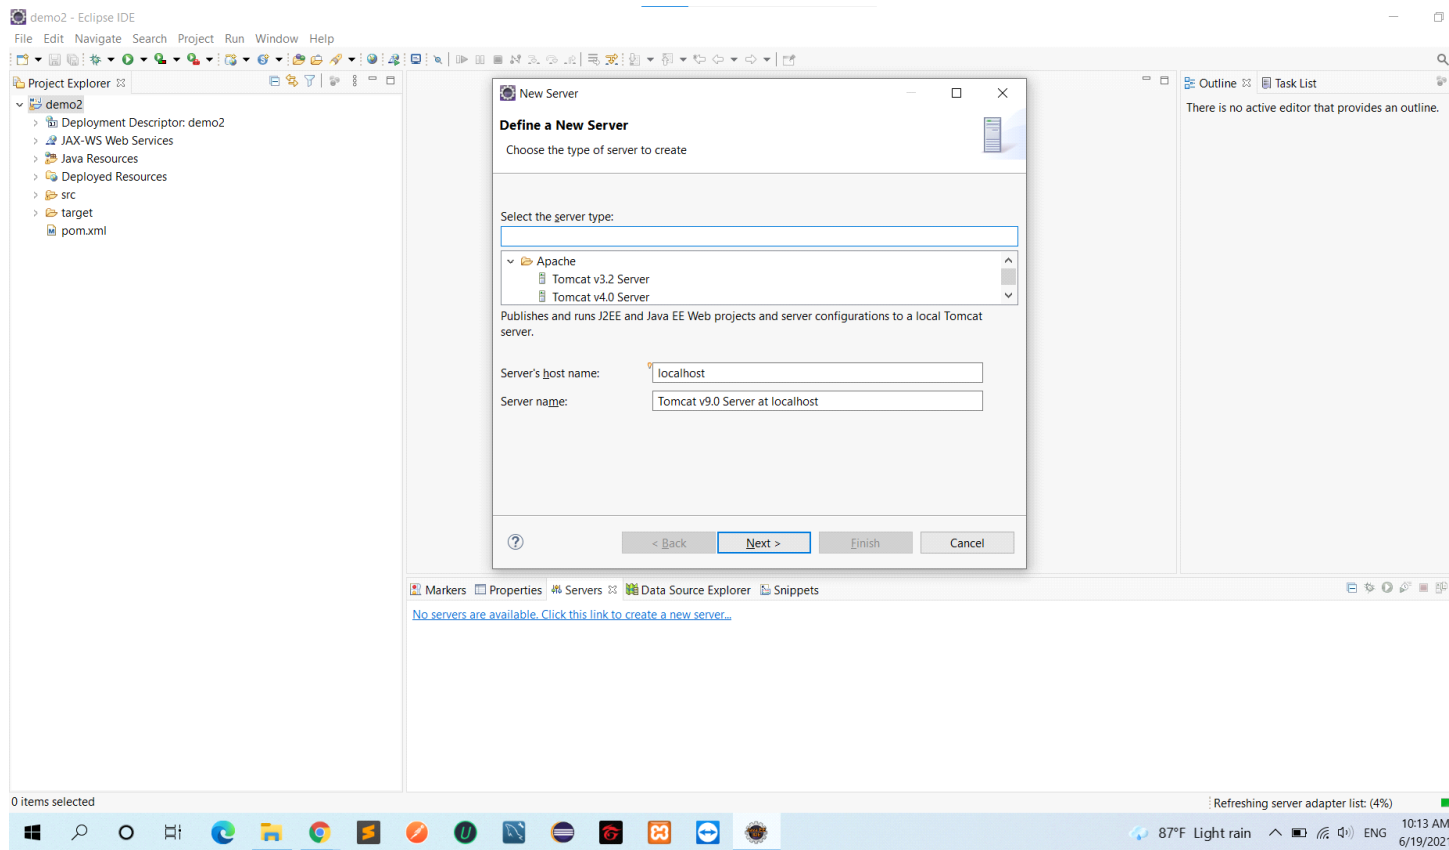 demo2 - Eclipse IDE
File Edit Navigate Search Project Run Window Help
Project Explorer
demo2
Deployment Descriptor: demo2
JAX-WS Web Services
Java Resources
Deployed Resources
src
target
pom.xml
New Server
Define a New Server
Choose the type of server to create
Select the server type:
Apache
Tomcat v3.2 Server
Tomcat v4.0 Server
Publishes and runs J2EE and Java EE Web projects and server configurations to a local Tomcat
server.
Server's host name: localhost
Server name: Tomcat v9.0 Server at localhost
< Back Next > Finish Cancel
Outline Task List
There is no active editor that provides an outline.
Markers Properties Servers Data Source Explorer Snippets
No servers are available. Click this link to create a new server...
0 items selected
Refreshing server adapter list: (4%)
87°F Light rain ENG
10:13 AM
6/19/202